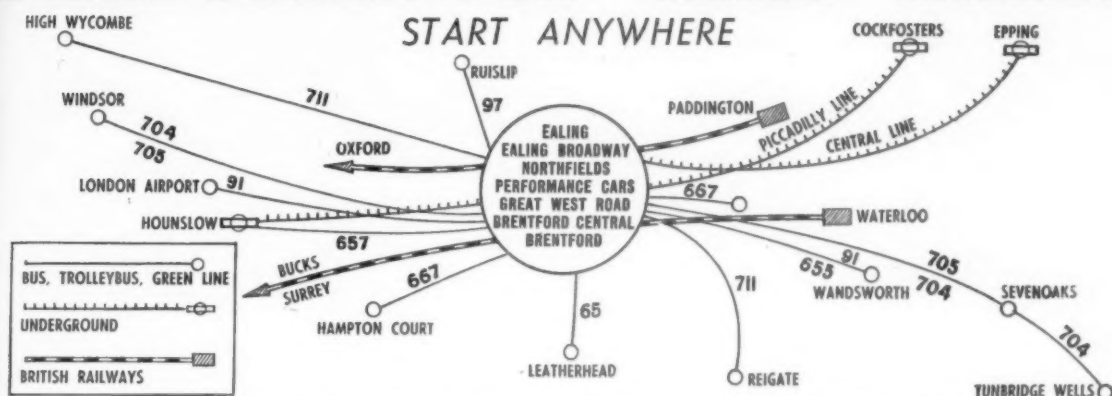 START ANYWHERE
HIGH WYCOMBE
RUISLIP
COCKFOSTERS
EPPING
WINDSOR
711
97
PADDINGTON
PICCADILLY LINE
CENTRAL LINE
704
705
OXFORD
LONDON AIRPORT
91
HOUNSLOW
657
EALING
EALING BROADWAY
NORTHFIELDS
PERFORMANCE CARS
GREAT WEST ROAD
BRENTFORD CENTRAL
BRENTFORD
667
WATERLOO
BUCKS
SURREY
667
HAMPTON COURT
65
LEATHERHEAD
711
REIGATE
91
655
WANDSWORTH
705
704
SEVENOAKS
704
TUNBRIDGE WELLS
BUS, TROLLEYBUS, GREEN LINE
UNDERGROUND
BRITISH RAILWAYS